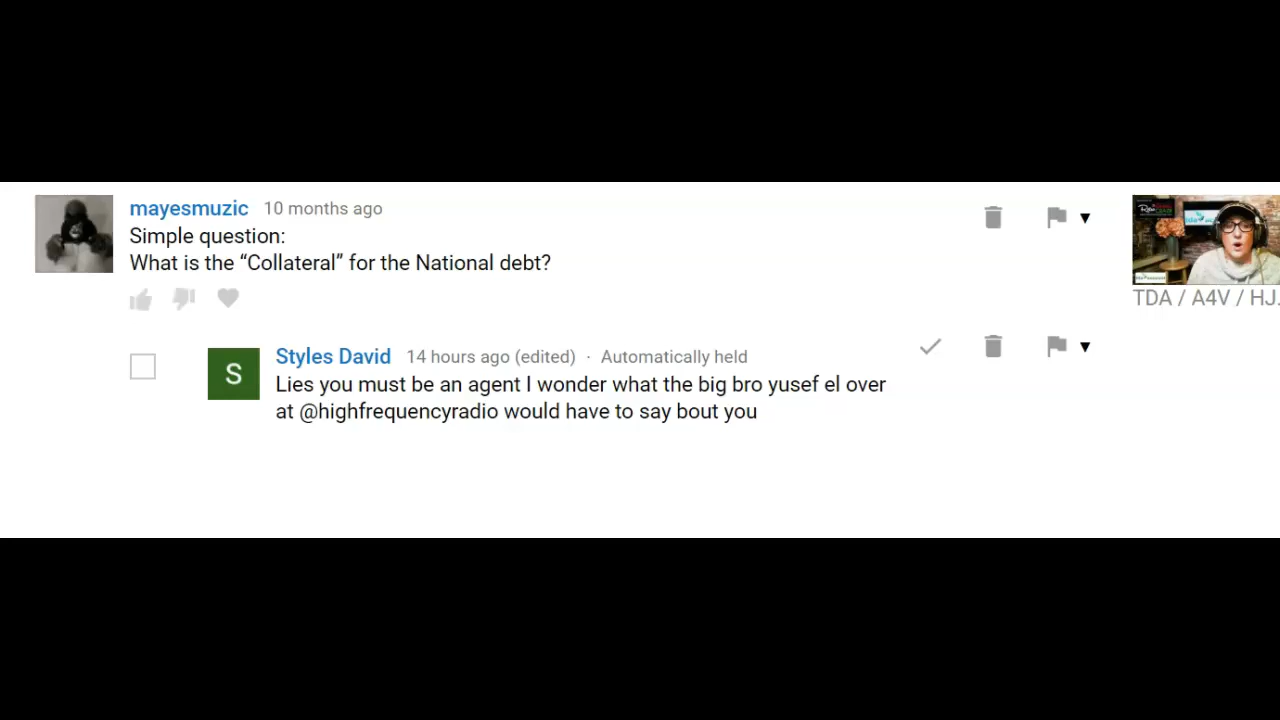 mayesmuzic 10 months ago
Simple question:
What is the “Collateral” for the National debt?
TDA / A4V / HJ.
S
Styles David 14 hours ago (edited) · Automatically held
Lies you must be an agent I wonder what the big bro yusef el over
at @highfrequencyradio would have to say bout you